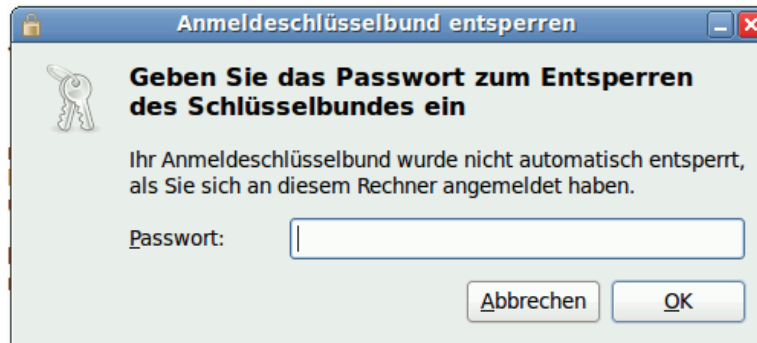 Anmeldeschlüsselbund entsperren
Geben Sie das Passwort zum Entsperren
des Schlüsselbundes ein
Ihr Anmeldeschlüsselbund wurde nicht automatisch entsperrt,
als Sie sich an diesem Rechner angemeldet haben.
Passwort:
Abbrechen
OK